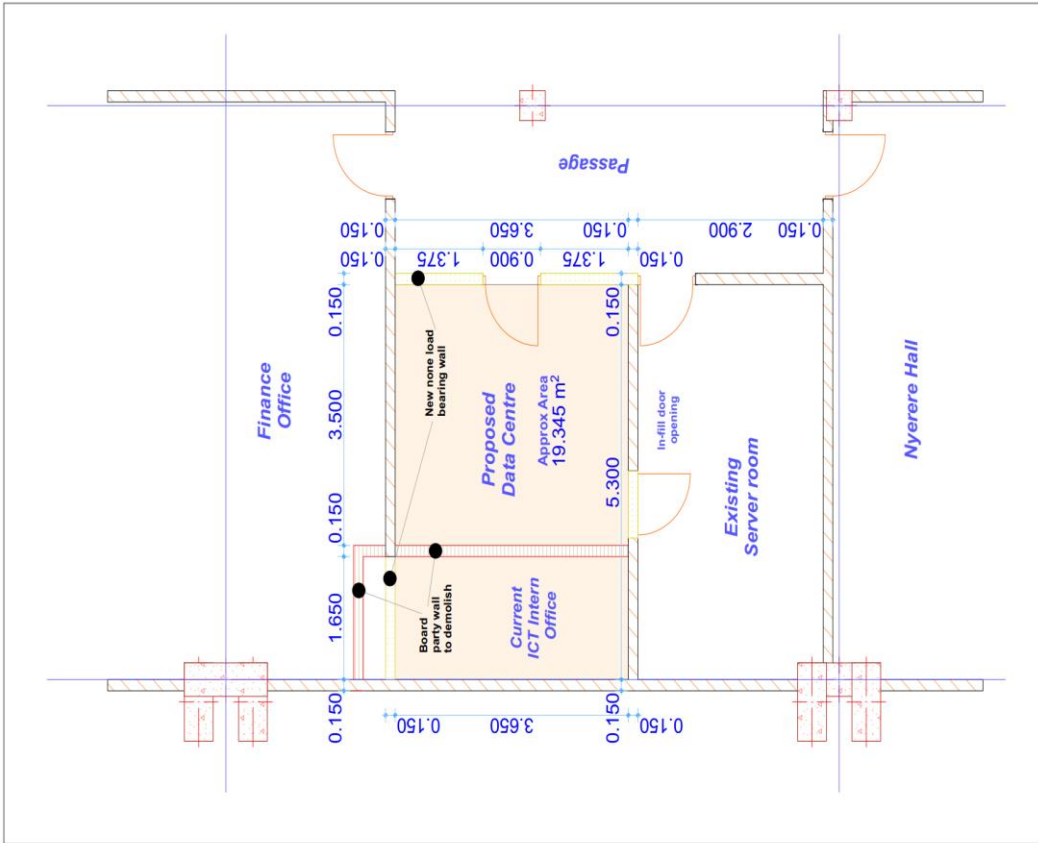 Passage
0.150
3.650
0.150
2.900
0.150
0.150
1.375
0.900
1.375
0.150
0.150
0.150
3.500
0.150
1.650
0.150
Finance
Office
New none load
bearing wall
Proposed
Data Centre
Approx Area
19.345 m²
5.300
0.150
In-fill door
opening
Existing
Server room
Nyerere Hall
Board
party wall
to demolish
Current
ICT Intern
Office
0.150
3.650
0.150
0.150